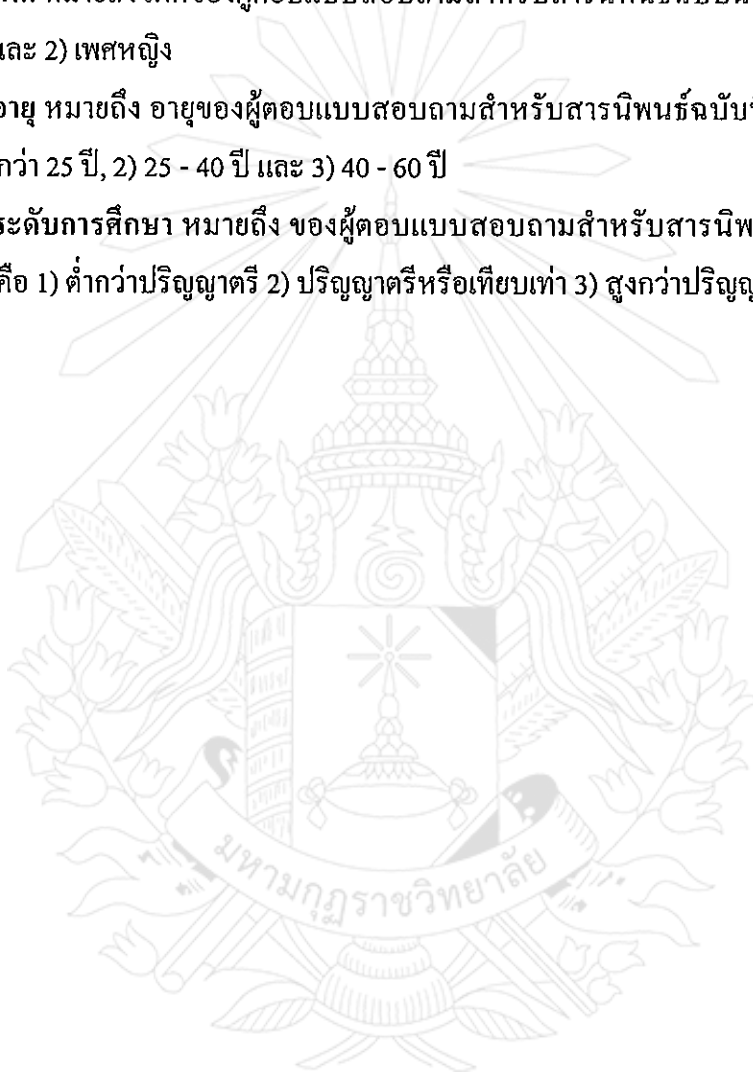 และ 2) เพศหญิง
อายุ หมายถึง อายุของผู้ตอบแบบสอบถามสำหรับสารนิพนธ์ฉบับ
กว่า 25 ปี, 2) 25 - 40 ปี และ 3) 40 - 60 ปี
ระดับการศึกษา หมายถึง ของผู้ตอบแบบสอบถามสำหรับสารนิพ
คือ 1) ต่ำกว่าปริญญาตรี 2) ปริญญาตรีหรือเทียบเท่า 3) สูงกว่าปริญญ
มหามกุฏราชวิทยาลัย